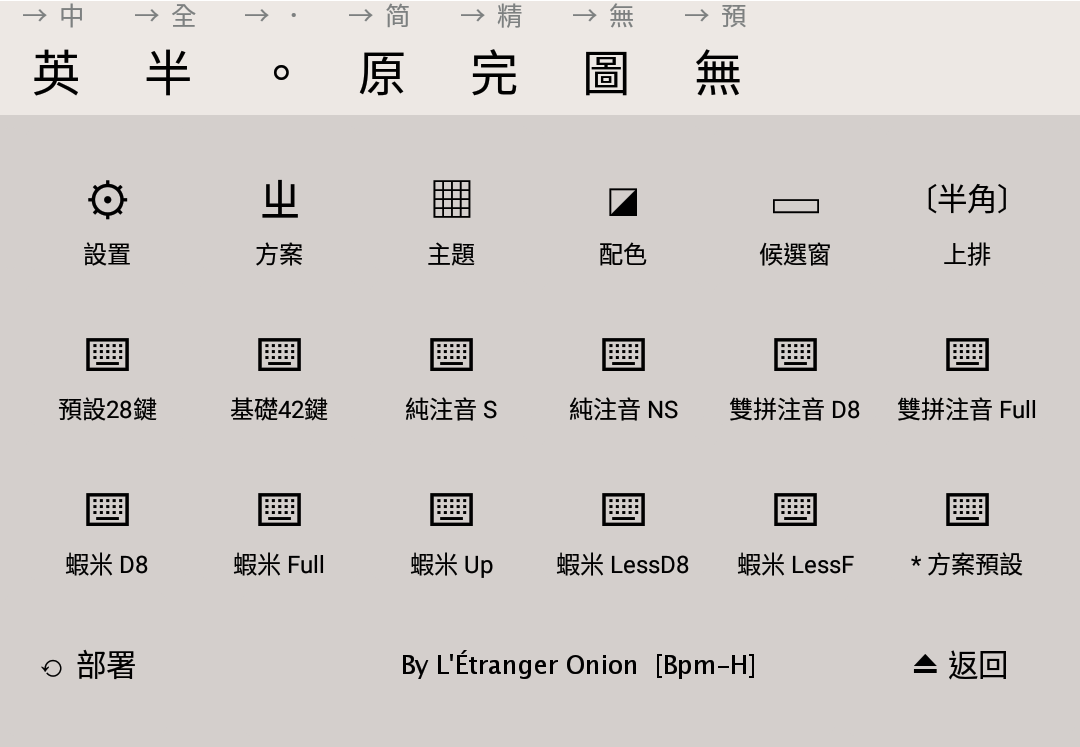 → 中 → 全 → · → 简 → 精 → 無 → 預
英 半 。 原 完 圖 無
〔半角〕
設置 方案 主題 配色 候選窗 上排
預設28鍵 基礎42鍵 純注音 S 純注音 NS 雙拼注音 D8 雙拼注音 Full
蝦米 D8 蝦米 Full 蝦米 Up 蝦米 LessD8 蝦米 LessF * 方案預設
部署 By L'Étranger Onion [Bpm-H] 返回